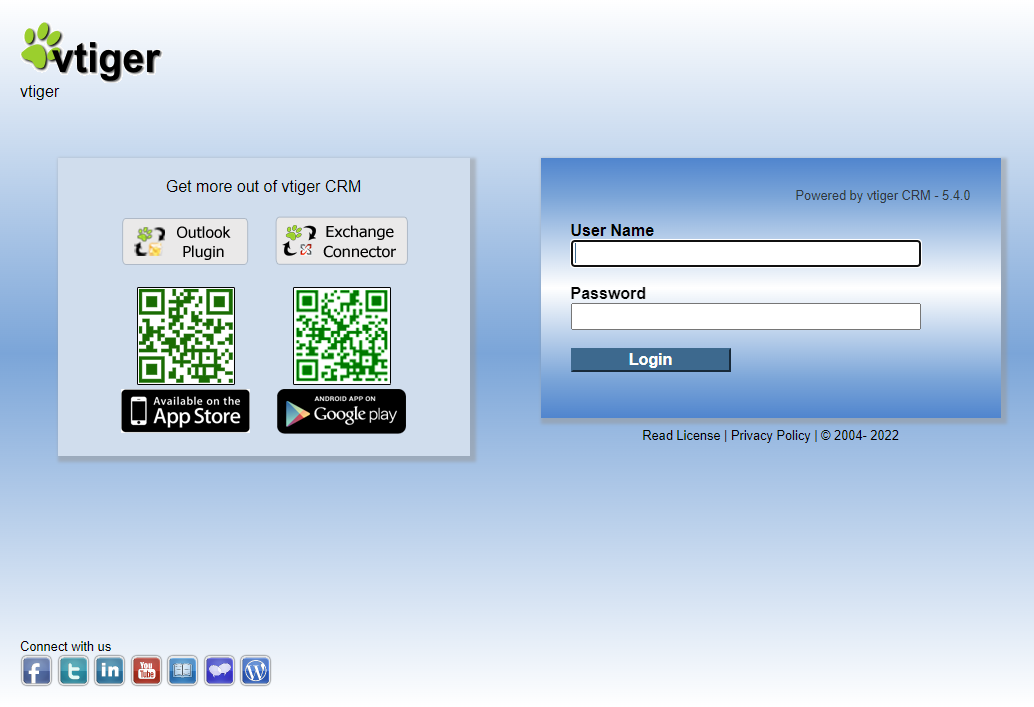 vtiger
vtiger
Get more out of vtiger CRM
Outlook
Plugin
Exchange
Connector
Available on the
App Store
ANDROID APP ON
Google play
Powered by vtiger CRM - 5.4.0
User Name
Password
Login
Read License | Privacy Policy | © 2004- 2022
Connect with us
f
t
in
You
Tube
W